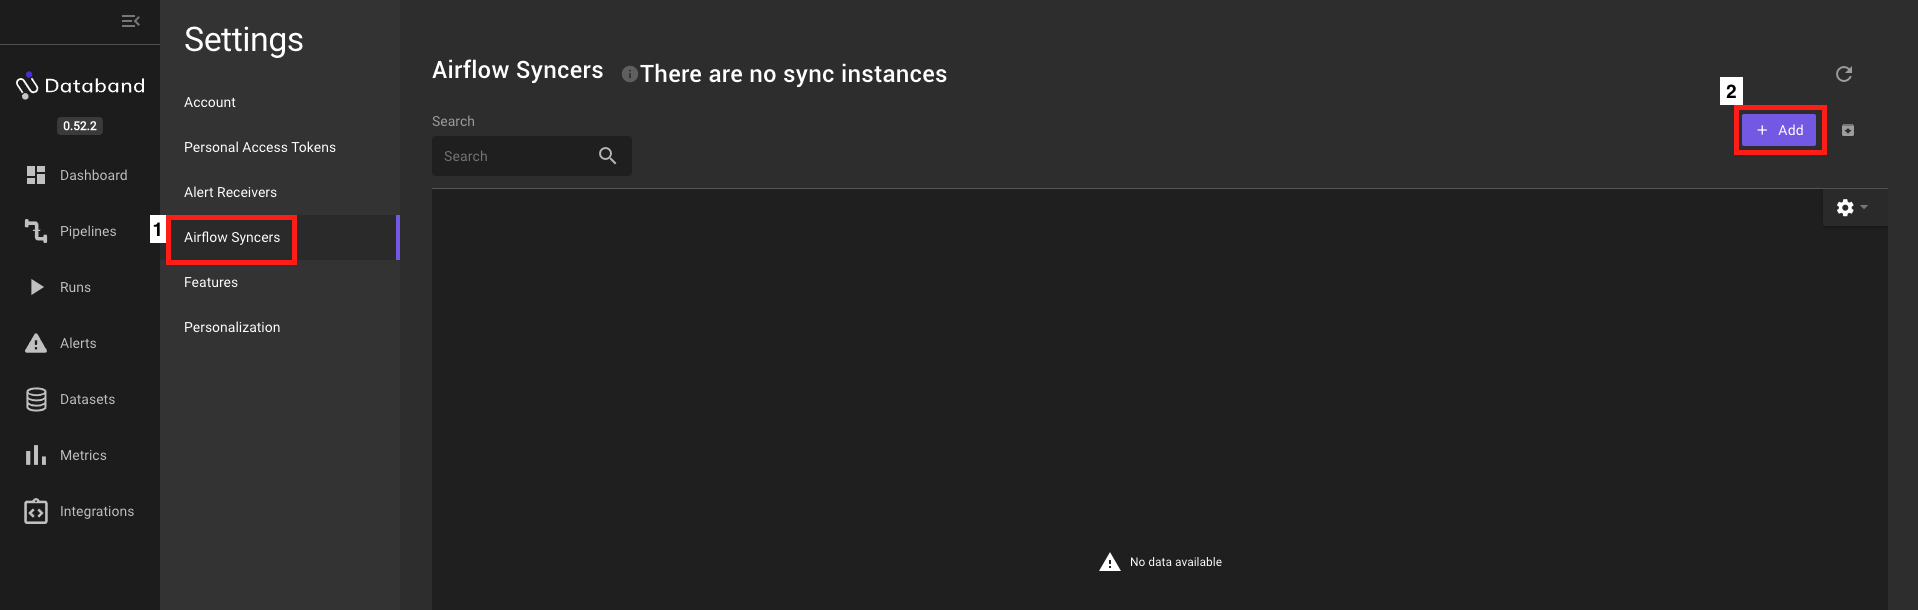 Databand
0.52.2
Dashboard
Pipelines
Runs
Alerts
Datasets
Metrics
Integrations
Settings
Account
Personal Access Tokens
Alert Receivers
1
Airflow Syncers
Features
Personalization
Airflow Syncers There are no sync instances
Search
Search
2
+ Add
No data available